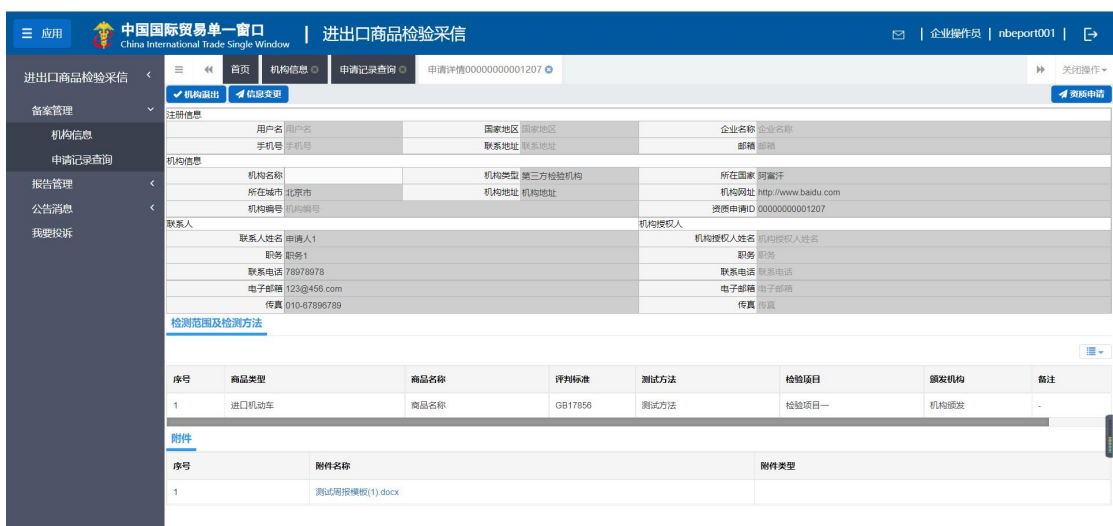 应用 中国国际贸易单一窗口 China International Trade Single Window | 进出口商品检验采信 | 企业操作员 | nbeport001 |
进出口商品检验采信
备案管理
机构信息
申请记录查询
报告管理
公告消息
我要投诉
首页 机构信息 申请记录查询 申请详情00000000001207 关闭操作
机构退出 信息变更 资质申请
注册信息
用户名 用户名 国家地区 国家地区 企业名称 企业名称
手机号 手机号 联系地址 联系地址 邮箱 邮箱
机构信息
机构名称 机构类型 第三方检验机构 所在国家 阿富汗
所在城市 北京市 机构地址 机构地址 机构网址 http://www.baidu.com
机构编号 机构编号 资质申请ID 00000000001207
联系人 机构授权人
联系人姓名 申请人1 机构授权人姓名 机构授权人姓名
职务 职务1 职务 职务
联系电话 78978978 联系电话 联系电话
电子邮箱 123@456.com 电子邮箱 电子邮箱
传真 010-67896789 传真 传真
检测范围及检测方法
序号 商品类型 商品名称 评判标准 测试方法 检验项目 颁发机构 备注
1 进口机动车 商品名称 GB17856 测试方法 检验项目一 机构颁发 -
附件
序号 附件名称 附件类型
1 测试周报模板(1).docx